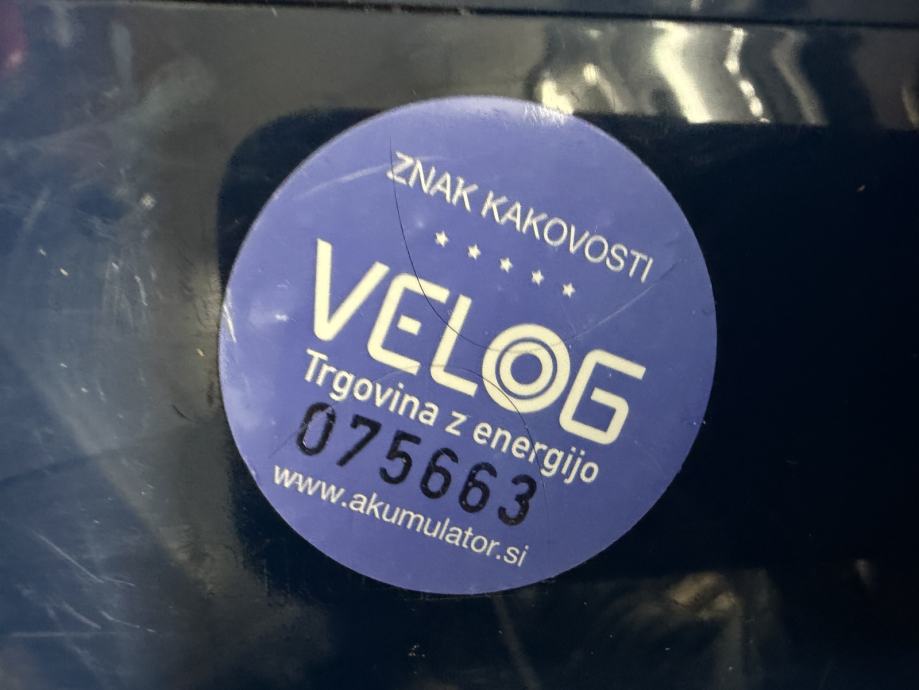 ZNAK KAKOVOSTI
VELOG
Trgovina z energijo
075663
www.akumulator.si